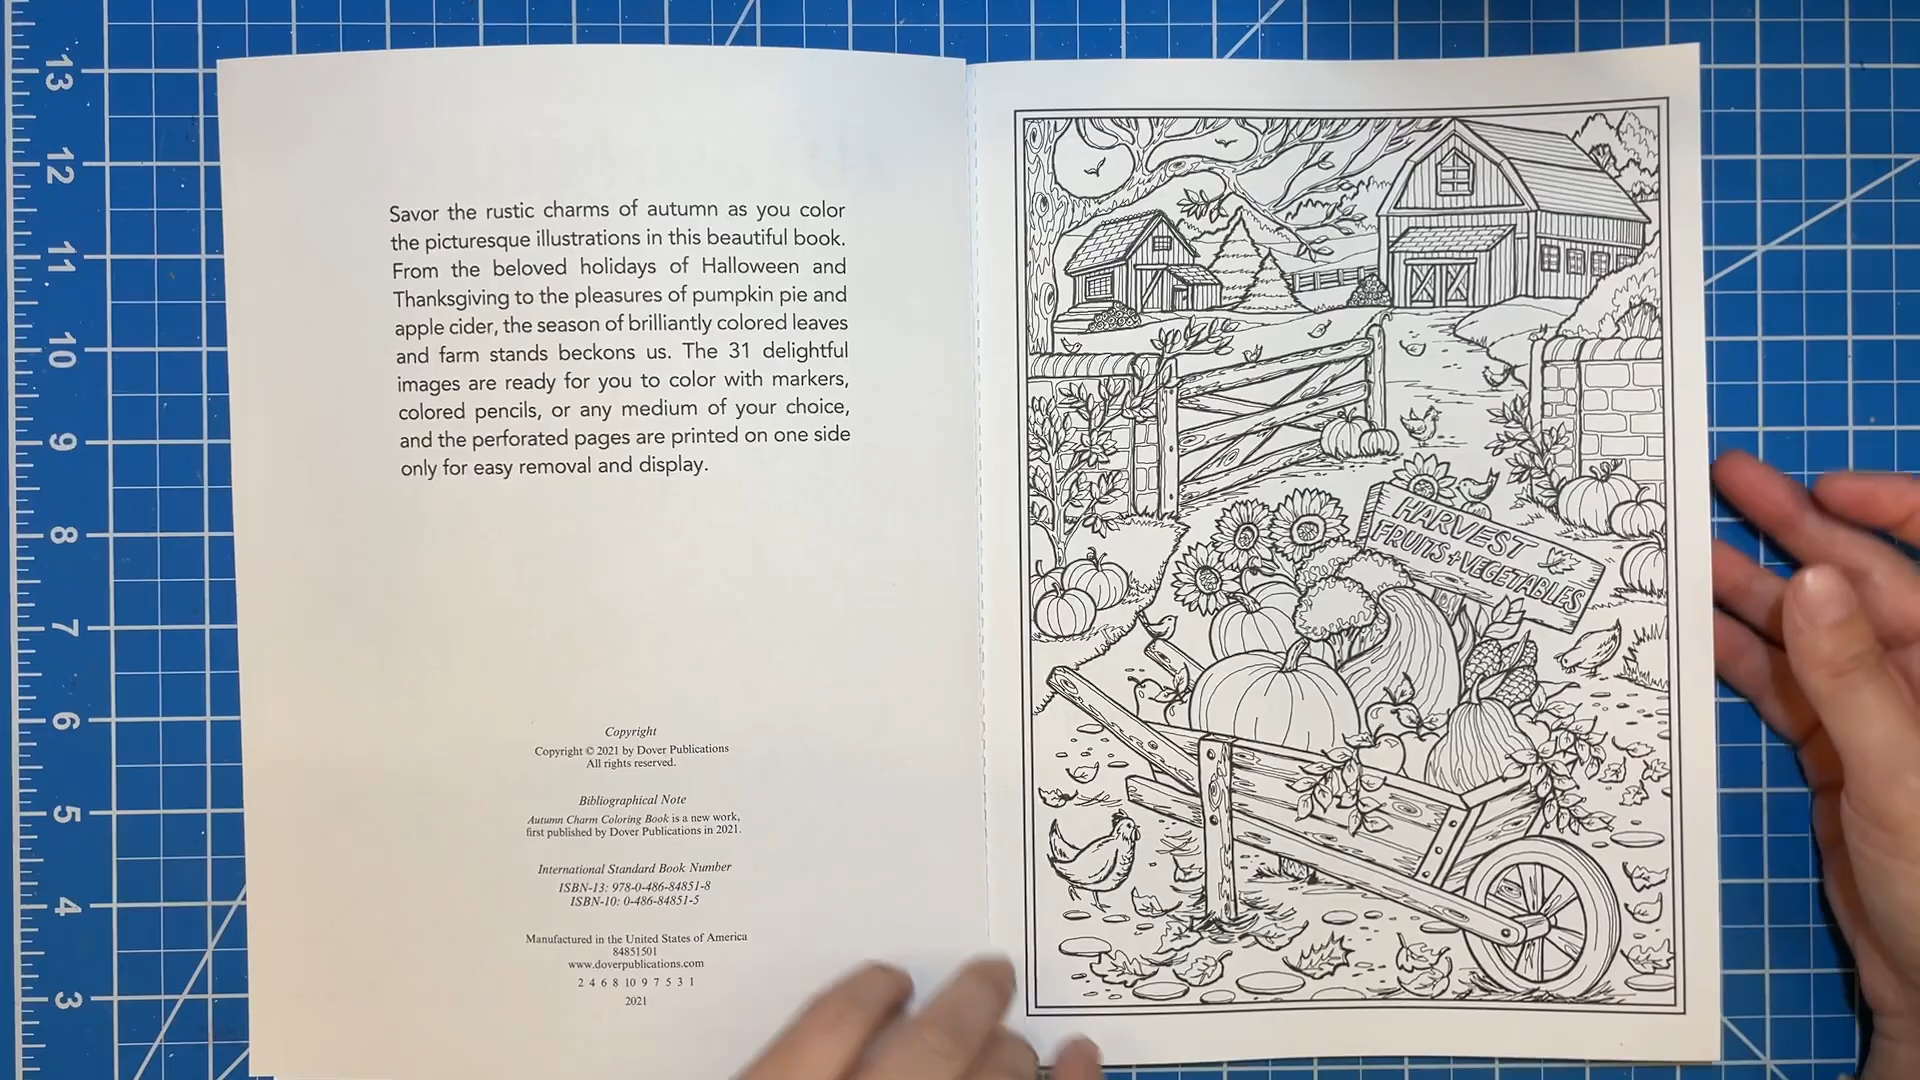 13
12
11
10
9
8
7
6
5
4
3
Savor the rustic charms of autumn as you color
the picturesque illustrations in this beautiful book.
From the beloved holidays of Halloween and
Thanksgiving to the pleasures of pumpkin pie and
apple cider, the season of brilliantly colored leaves
and farm stands beckons us. The 31 delightful
images are ready for you to color with markers,
colored pencils, or any medium of your choice,
and the perforated pages are printed on one side
only for easy removal and display.
Copyright
Copyright © 2021 by Dover Publications
All rights reserved.
Bibliographical Note
Autumn Charm Coloring Book is a new work,
first published by Dover Publications in 2021.
International Standard Book Number
ISBN-13: 978-0-486-84851-8
ISBN-10: 0-486-84851-5
Manufactured in the United States of America
84851501
www.doverpublications.com
2 4 6 8 10 9 7 5 3 1
2021
HARVEST
FRUITS + VEGETABLES